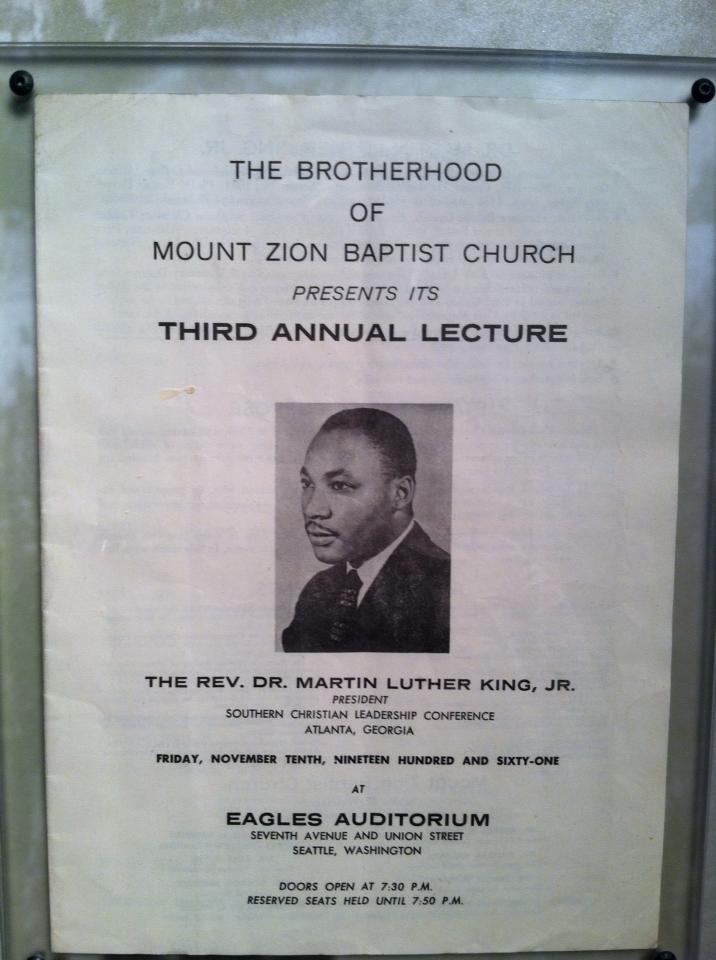 THE BROTHERHOOD
OF
MOUNT ZION BAPTIST CHURCH
PRESENTS ITS
THIRD ANNUAL LECTURE
THE REV. DR. MARTIN LUTHER KING, JR.
PRESIDENT
SOUTHERN CHRISTIAN LEADERSHIP CONFERENCE
ATLANTA, GEORGIA
FRIDAY, NOVEMBER TENTH, NINETEEN HUNDRED AND SIXTY-ONE
AT
EAGLES AUDITORIUM
SEVENTH AVENUE AND UNION STREET
SEATTLE, WASHINGTON
DOORS OPEN AT 7:30 P.M.
RESERVED SEATS HELD UNTIL 7:50 P.M.